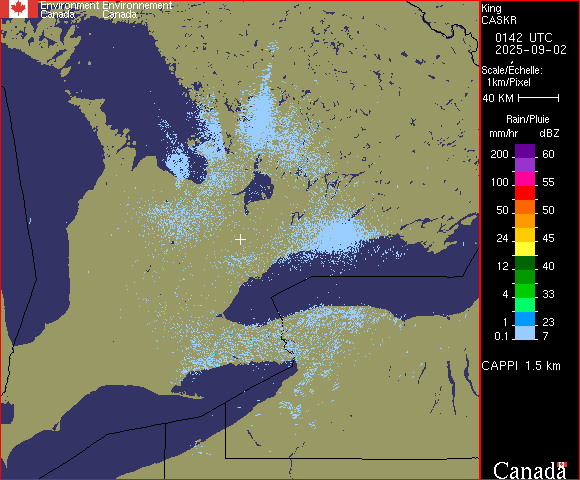 Environment Environnement
Canada Canada
King
CASKR
0142 UTC
2025-09-02
Scale/Echelle:
1km/Pixel
40 KM
Rain/Pluie
mm/hr dBZ
200 60
100 55
50 50
24 45
12 40
4 33
1 23
0.1 7
CAPPI 1.5 km
Canada